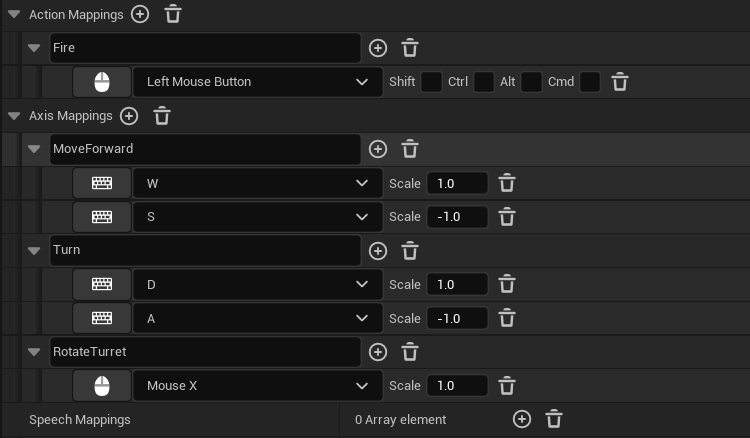 Action Mappings
Fire
Left Mouse Button Shift Ctrl Alt Cmd
Axis Mappings
MoveForward
W Scale 1.0
S Scale -1.0
Turn
D Scale 1.0
A Scale -1.0
RotateTurret
Mouse X Scale 1.0
Speech Mappings 0 Array element